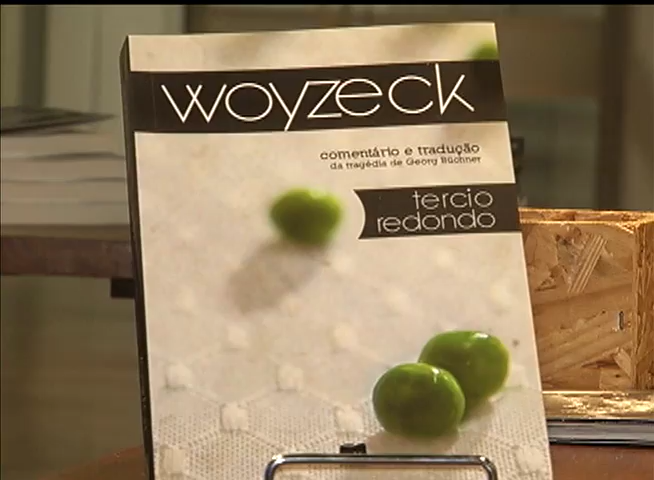 woyzeck
comentário e tradução
da tragédia de Georg Büchner
tercio
redondo